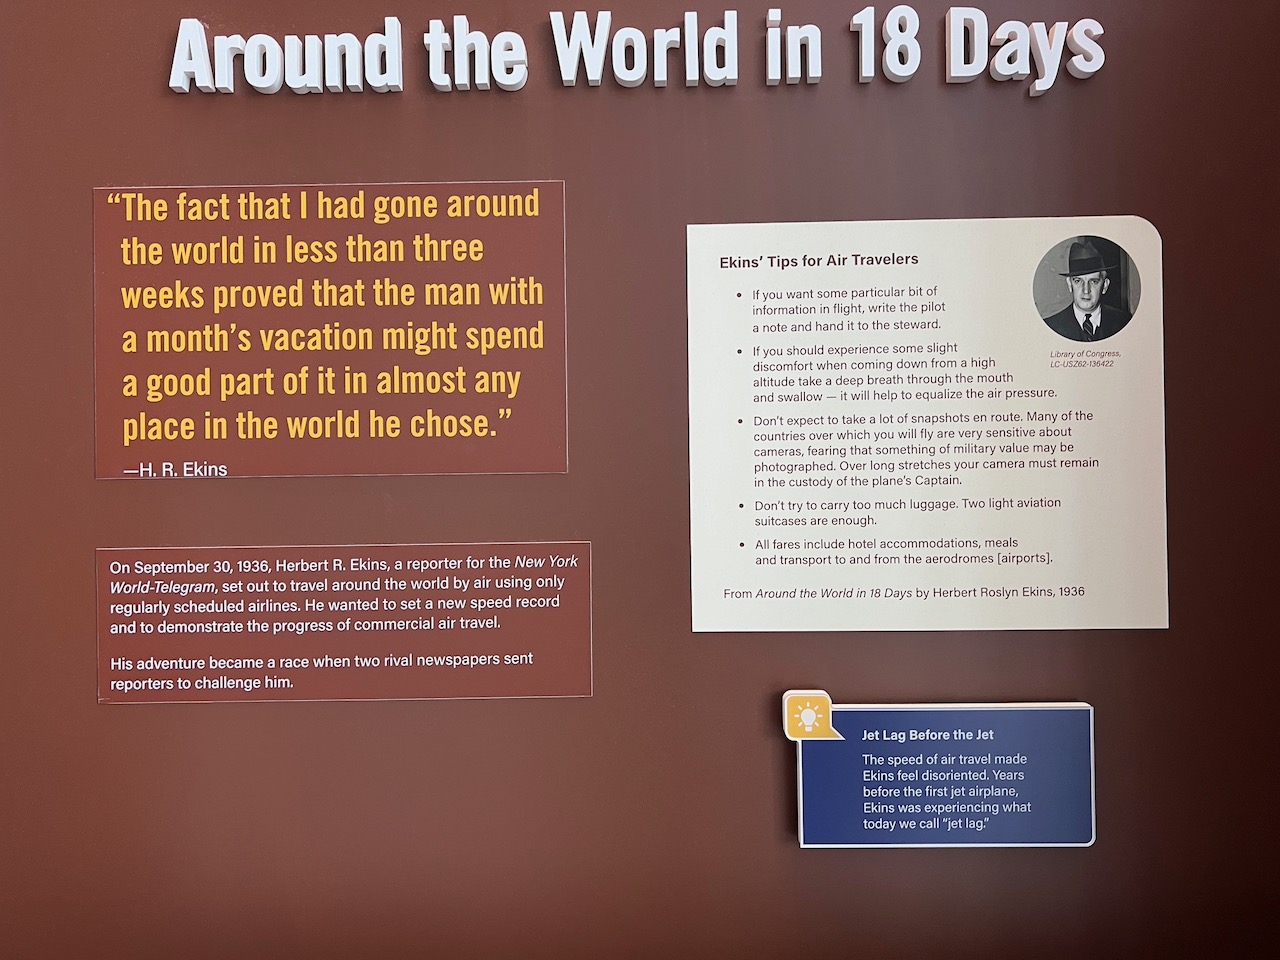 Around the World in 18 Days
“The fact that I had gone around
the world in less than three
weeks proved that the man with
a month’s vacation might spend
a good part of it in almost any
place in the world he chose.”
—H. R. Ekins
On September 30, 1936, Herbert R. Ekins, a reporter for the New York
World-Telegram, set out to travel around the world by air using only
regularly scheduled airlines. He wanted to set a new speed record
and to demonstrate the progress of commercial air travel.
His adventure became a race when two rival newspapers sent
reporters to challenge him.
Ekins’ Tips for Air Travelers
• If you want some particular bit of
information in flight, write the pilot
a note and hand it to the steward.
• If you should experience some slight
discomfort when coming down from a high
altitude take a deep breath through the mouth
and swallow — it will help to equalize the air pressure.
• Don’t expect to take a lot of snapshots en route. Many of the
countries over which you will fly are very sensitive about
cameras, fearing that something of military value may be
photographed. Over long stretches your camera must remain
in the custody of the plane’s Captain.
• Don’t try to carry too much luggage. Two light aviation
suitcases are enough.
• All fares include hotel accommodations, meals
and transport to and from the aerodromes [airports].
From Around the World in 18 Days by Herbert Roslyn Ekins, 1936
Library of Congress,
LC-USZ62-136422
Jet Lag Before the Jet
The speed of air travel made
Ekins feel disoriented. Years
before the first jet airplane,
Ekins was experiencing what
today we call “jet lag.”